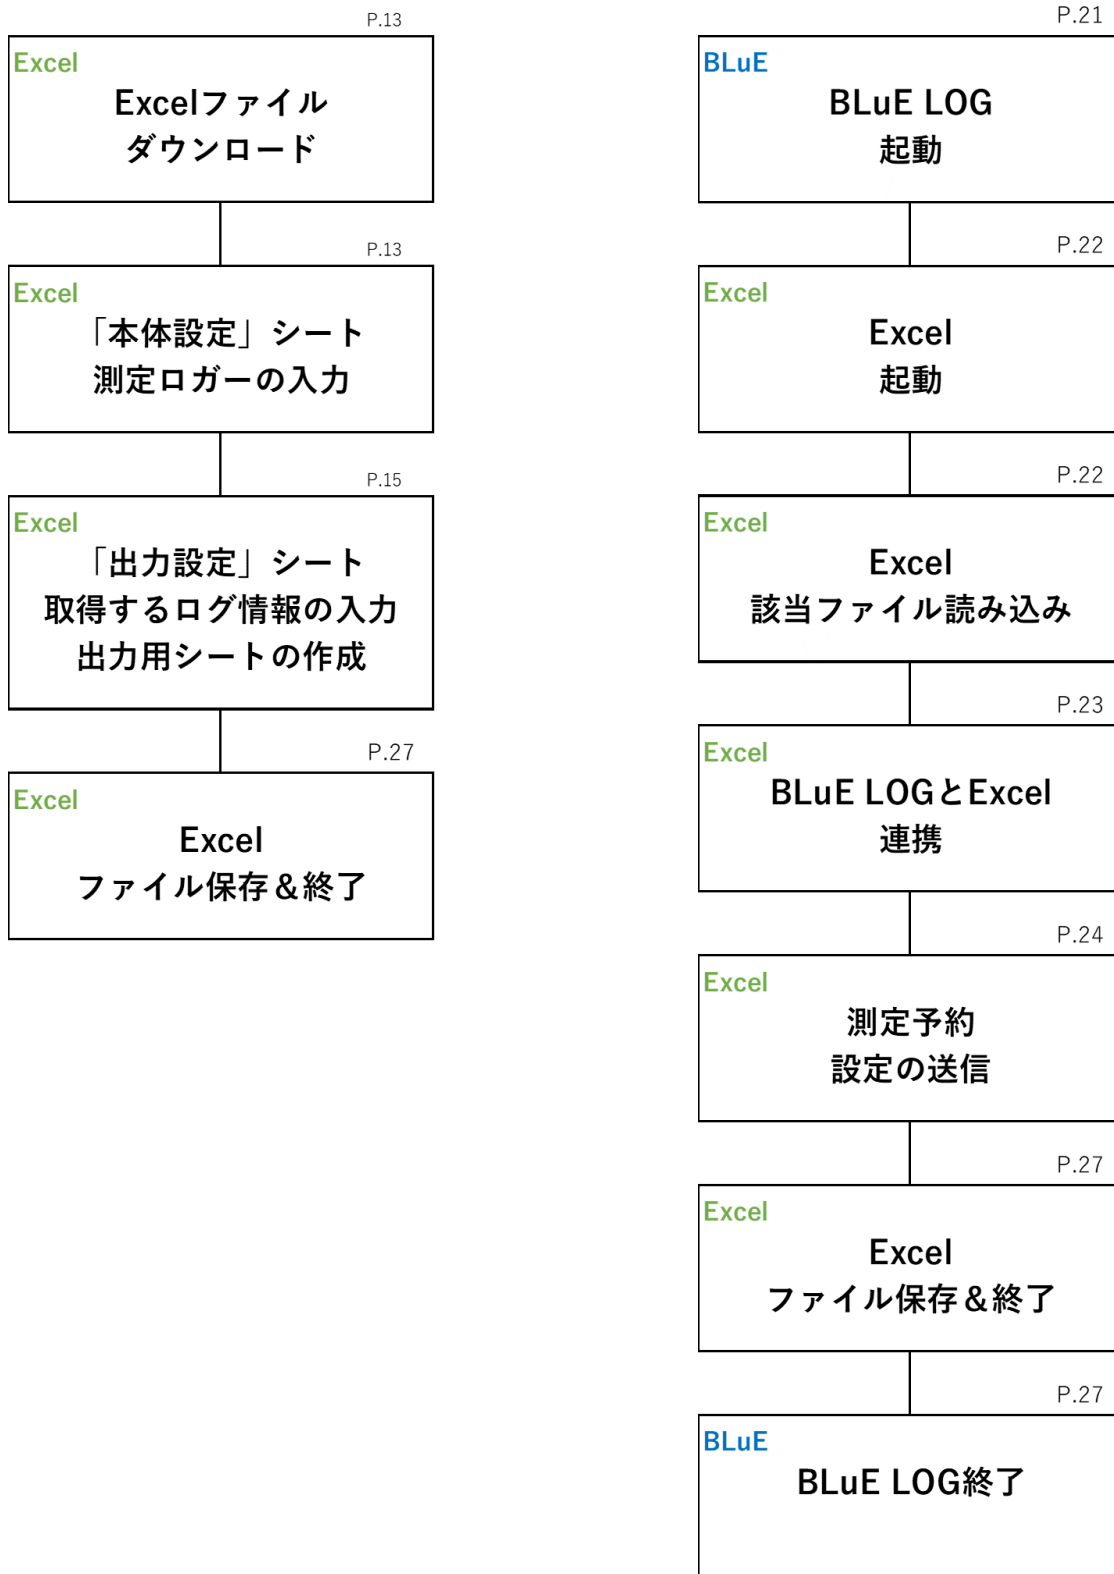 P.13
Excel
Excelファイル
ダウンロード
P.13
Excel
「本体設定」シート
測定ロガーの入力
P.15
Excel
「出力設定」シート
取得するログ情報の入力
出力用シートの作成
P.27
Excel
Excel
ファイル保存＆終了
P.21
BLuE
BLuE LOG
起動
P.22
Excel
Excel
起動
P.22
Excel
Excel
該当ファイル読み込み
P.23
Excel
BLuE LOGとExcel
連携
P.24
Excel
測定予約
設定の送信
P.27
Excel
Excel
ファイル保存＆終了
P.27
BLuE
BLuE LOG終了